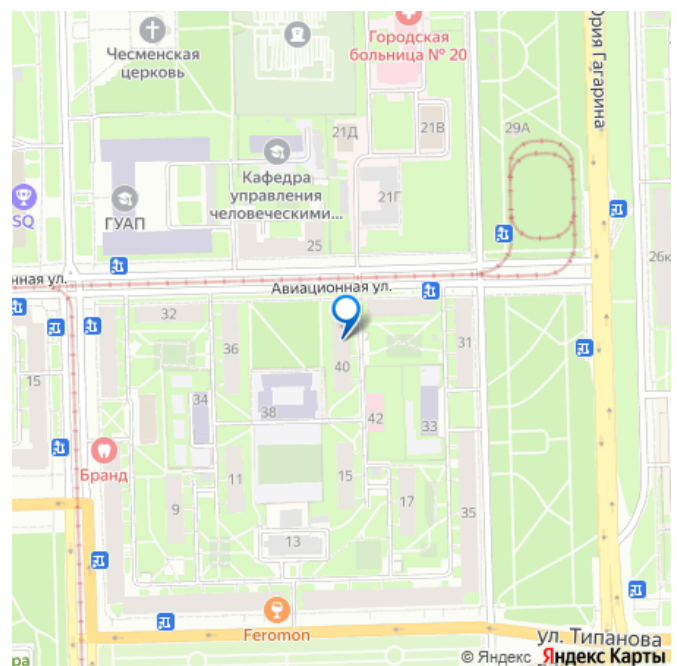 Чесменская
церковь
Городская
больница № 20
Юрия Гагарина
21Д
21В
29А
Кафедра
управления
человеческими...
21Г
SQ
ГУАП
25
26к
нная ул.
Авиационная ул.
32
36
31
15
40
34
38
42
33
Бранд
11
15
9
17
35
13
Feromon
ул. Типанова
ра
© Яндекс Яндекс Карты